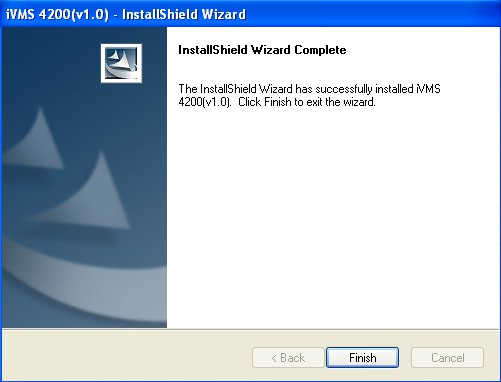 iVMS 4200(v1.0) - InstallShield Wizard
InstallShield Wizard Complete
The InstallShield Wizard has successfully installed iVMS
4200(v1.0). Click Finish to exit the wizard.
< Back Finish Cancel